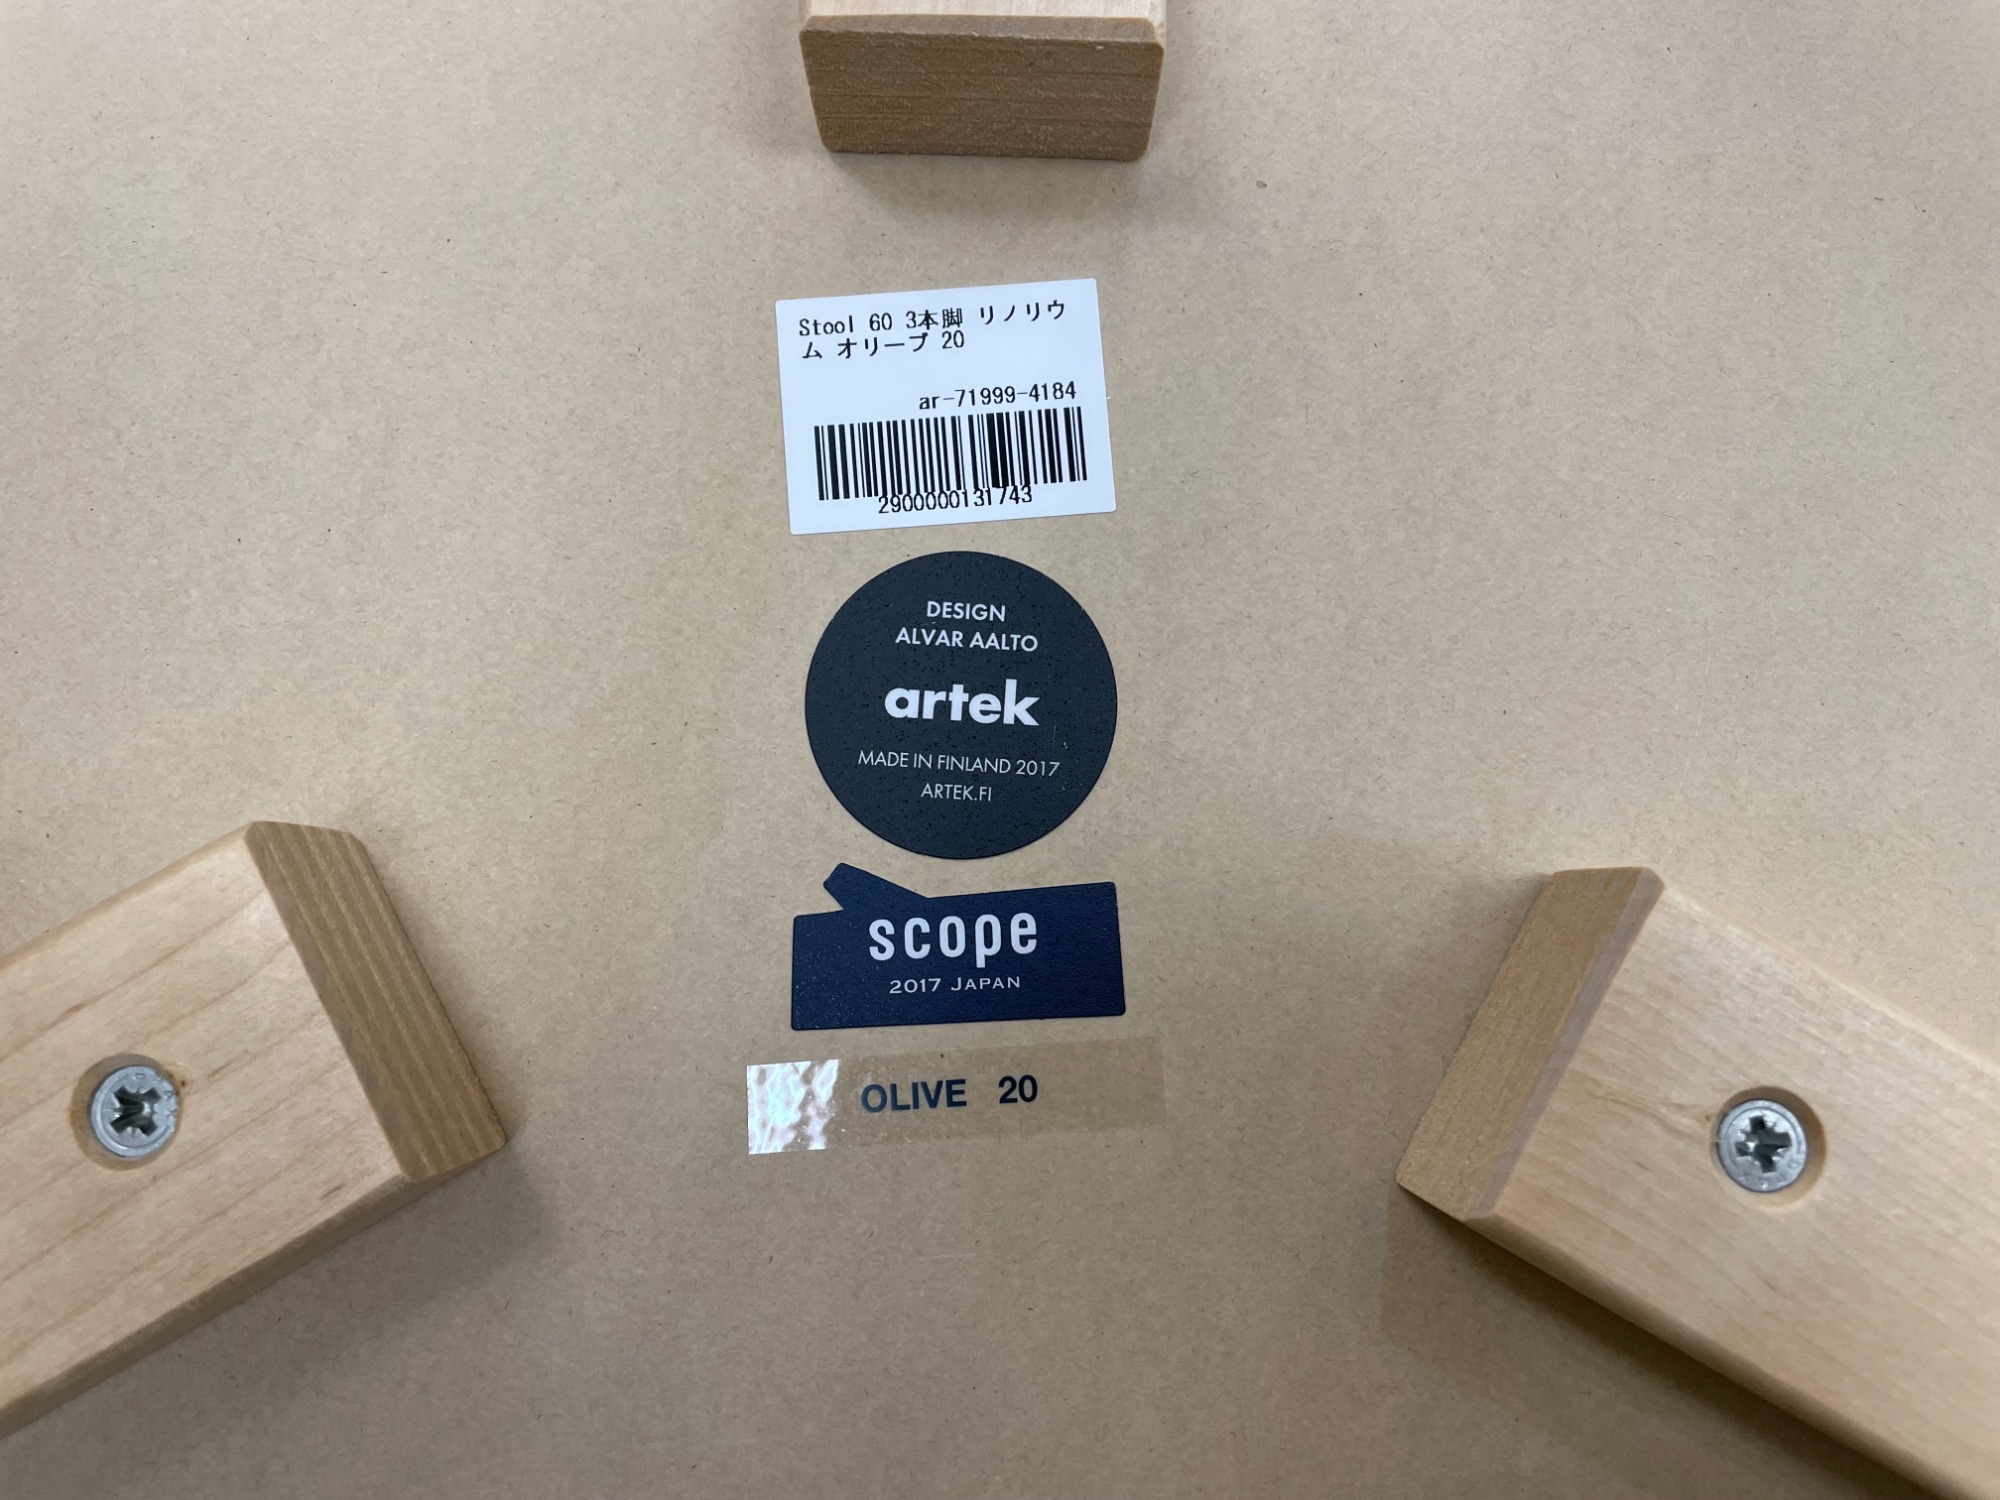 Stool 60 3本脚 リノリウ
ム オリーブ 20
ar-71999-4184
2900000131743
DESIGN
ALVAR AALTO
artek
MADE IN FINLAND 2017
ARTEK.FI
scope
2017 JAPAN
OLIVE 20